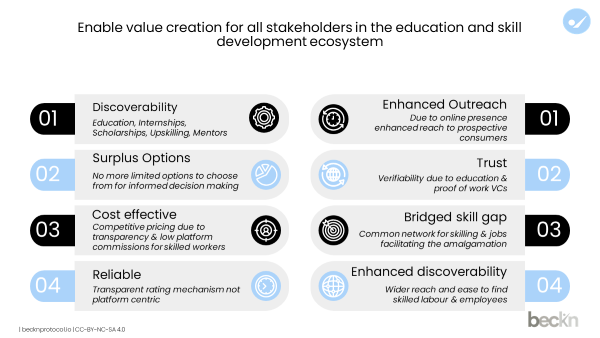 Enable value creation for all stakeholders in the education and skill
development ecosystem
01
Discoverability
Education, Internships,
Scholarships, Upskilling, Mentors
02
Surplus Options
No more limited options to choose
from for informed decision making
03
Cost effective
Competitive pricing due to
transparency & low platform
commissions for skilled workers
04
Reliable
Transparent rating mechanism not
platform centric
Enhanced Outreach
Due to online presence
enhanced reach to prospective
consumers
01
Trust
Verifiability due to education &
proof of work VCs
02
Bridged skill gap
Common network for skilling & jobs
facilitating the amalgamation
03
Enhanced discoverability
Wider reach and ease to find
skilled labour & employees
04
| becknprotocol.io | CC-BY-NC-SA 4.0
beckn